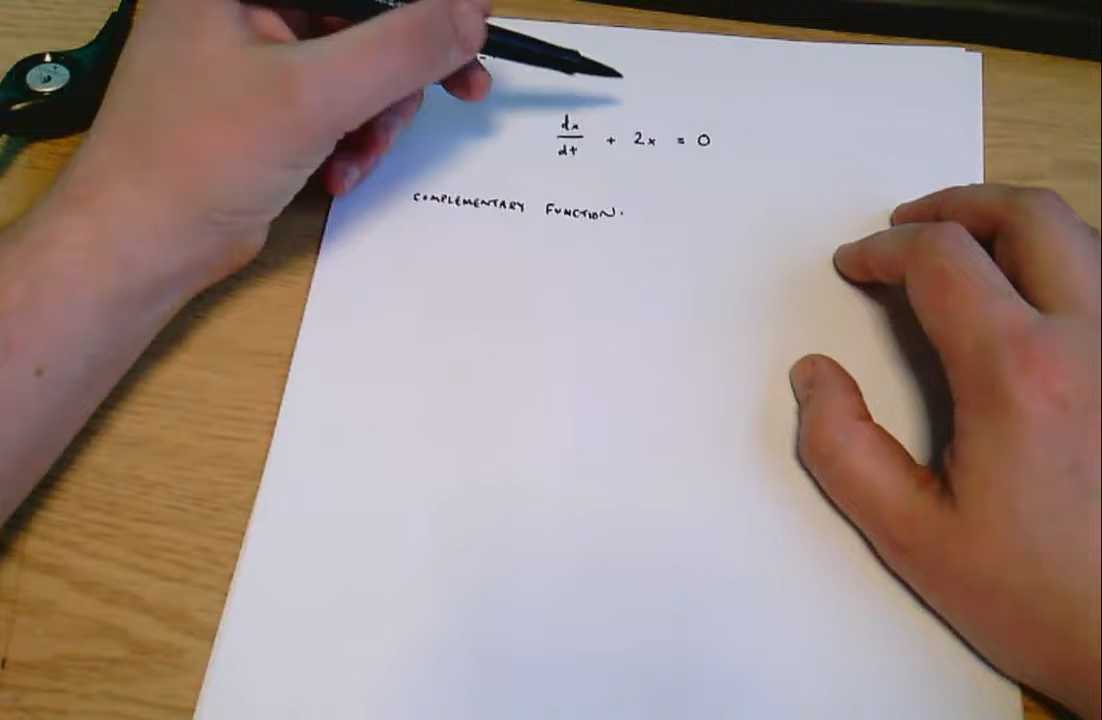 dx/dt + 2x = 0
COMPLEMENTARY FUNCTION.